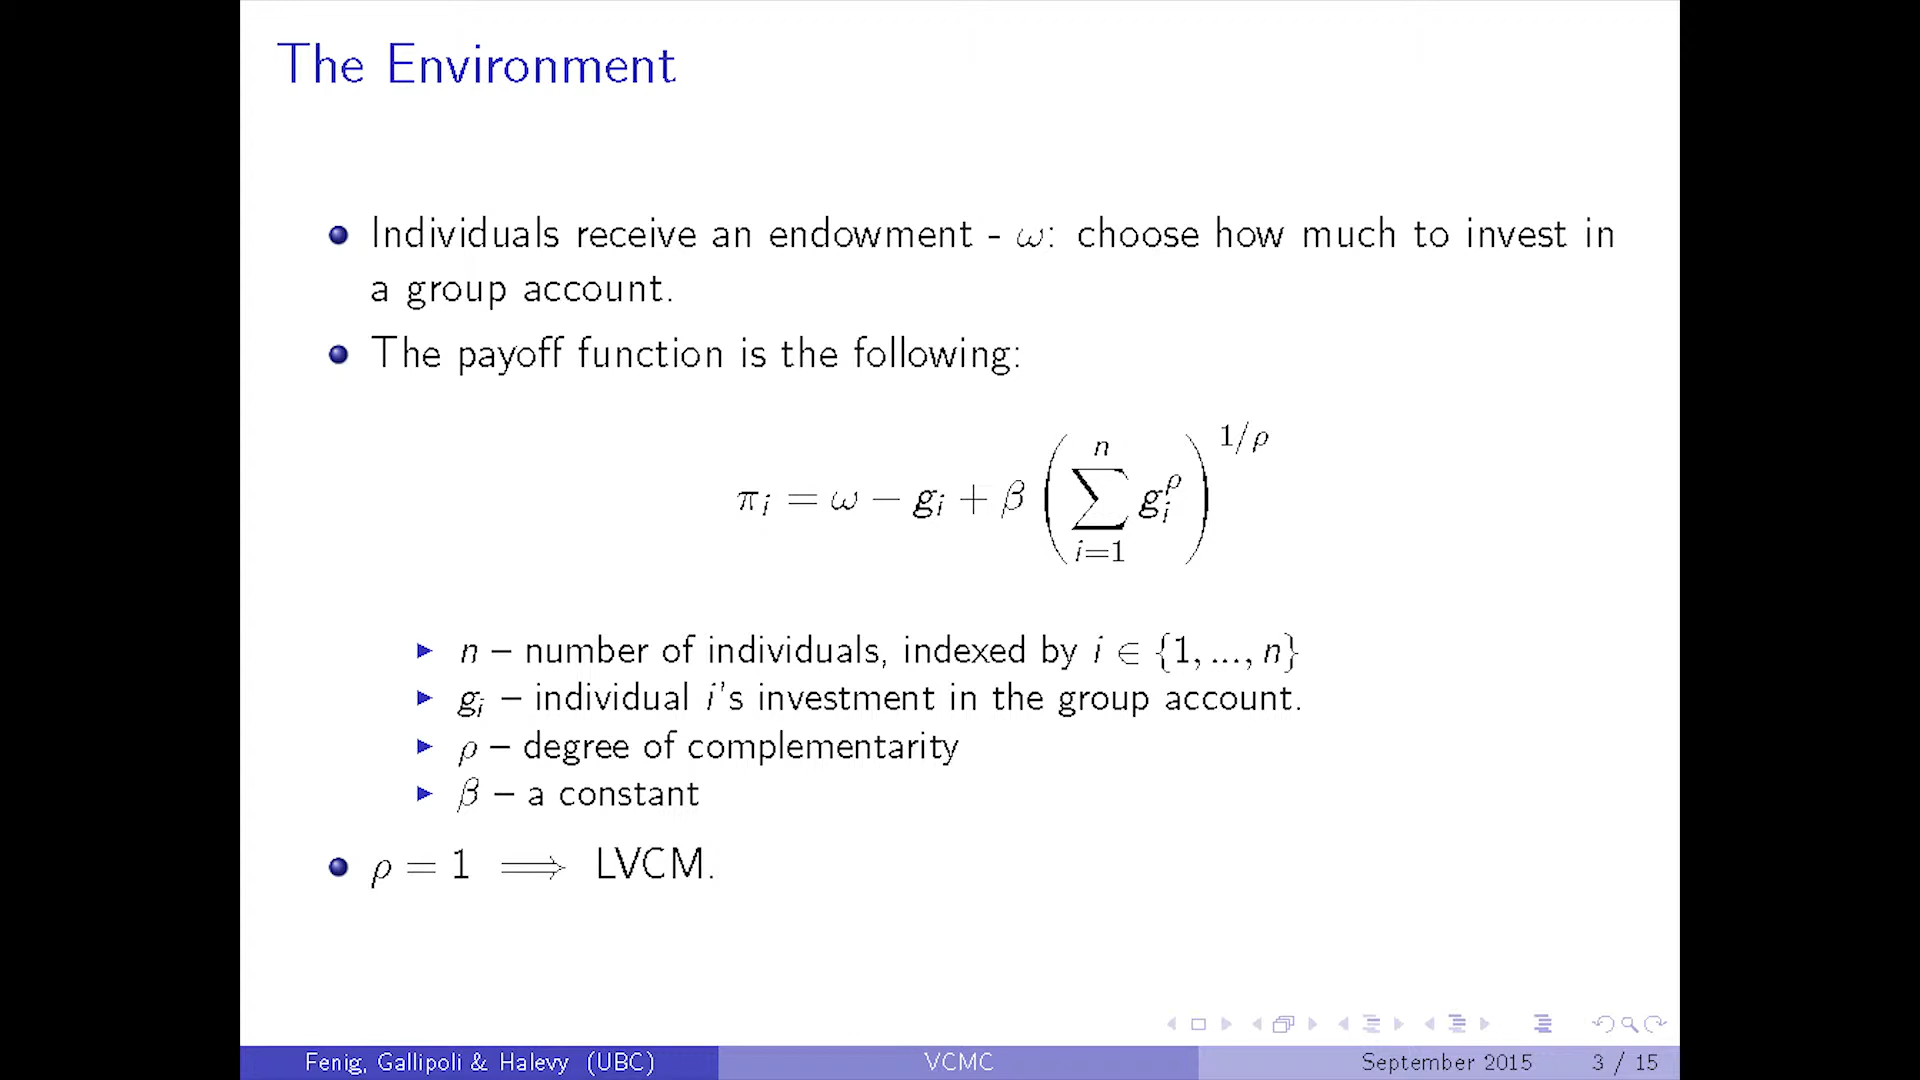 The Environment
Individuals receive an endowment - ω: choose how much to invest in
a group account.
The payoff function is the following:
π_i = ω − g_i + β (∑_{i=1}^{n} g_i^ρ)^{1/ρ}
n – number of individuals, indexed by i ∈ {1, ..., n}
g_i – individual i's investment in the group account.
ρ – degree of complementarity
β – a constant
ρ = 1 ⟹ LVCM.
Fenig, Gallipoli & Halevy (UBC) VCMC September 2015 3 / 15